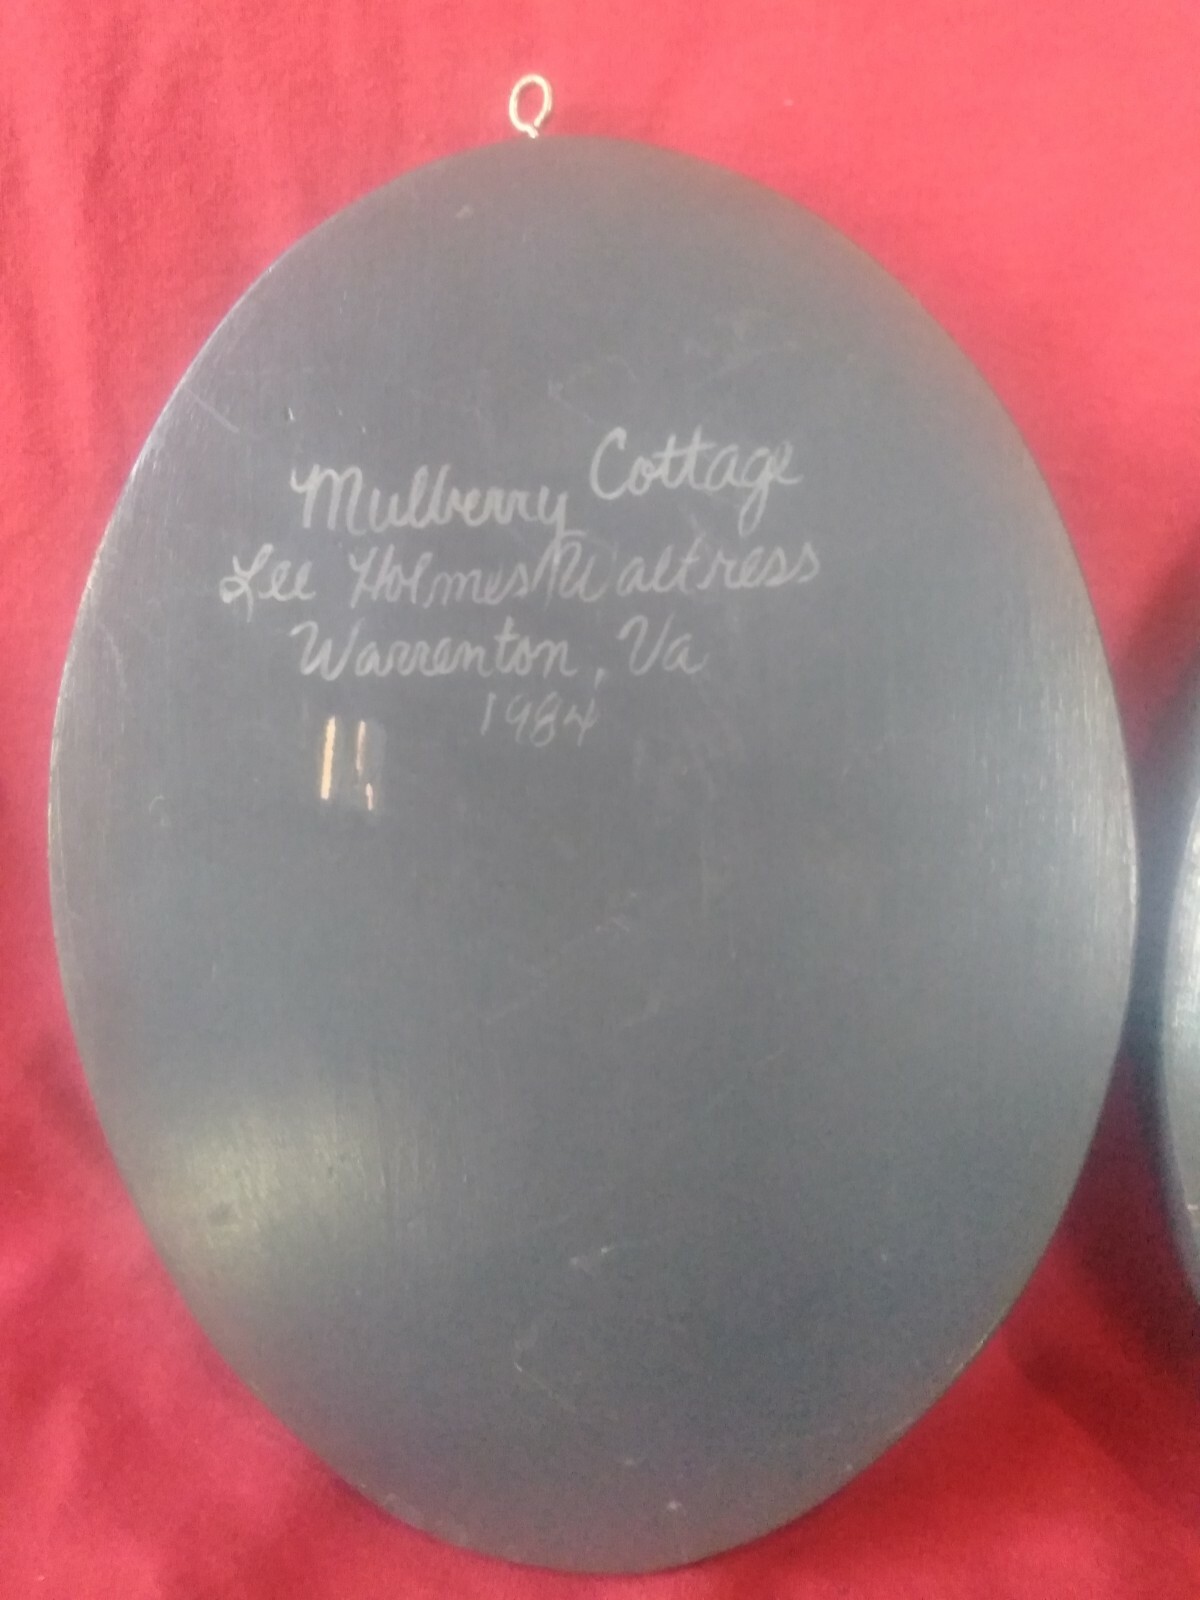 Mulberry Cottage
Lee Holmes Waltress
Warrenton, Va
1984